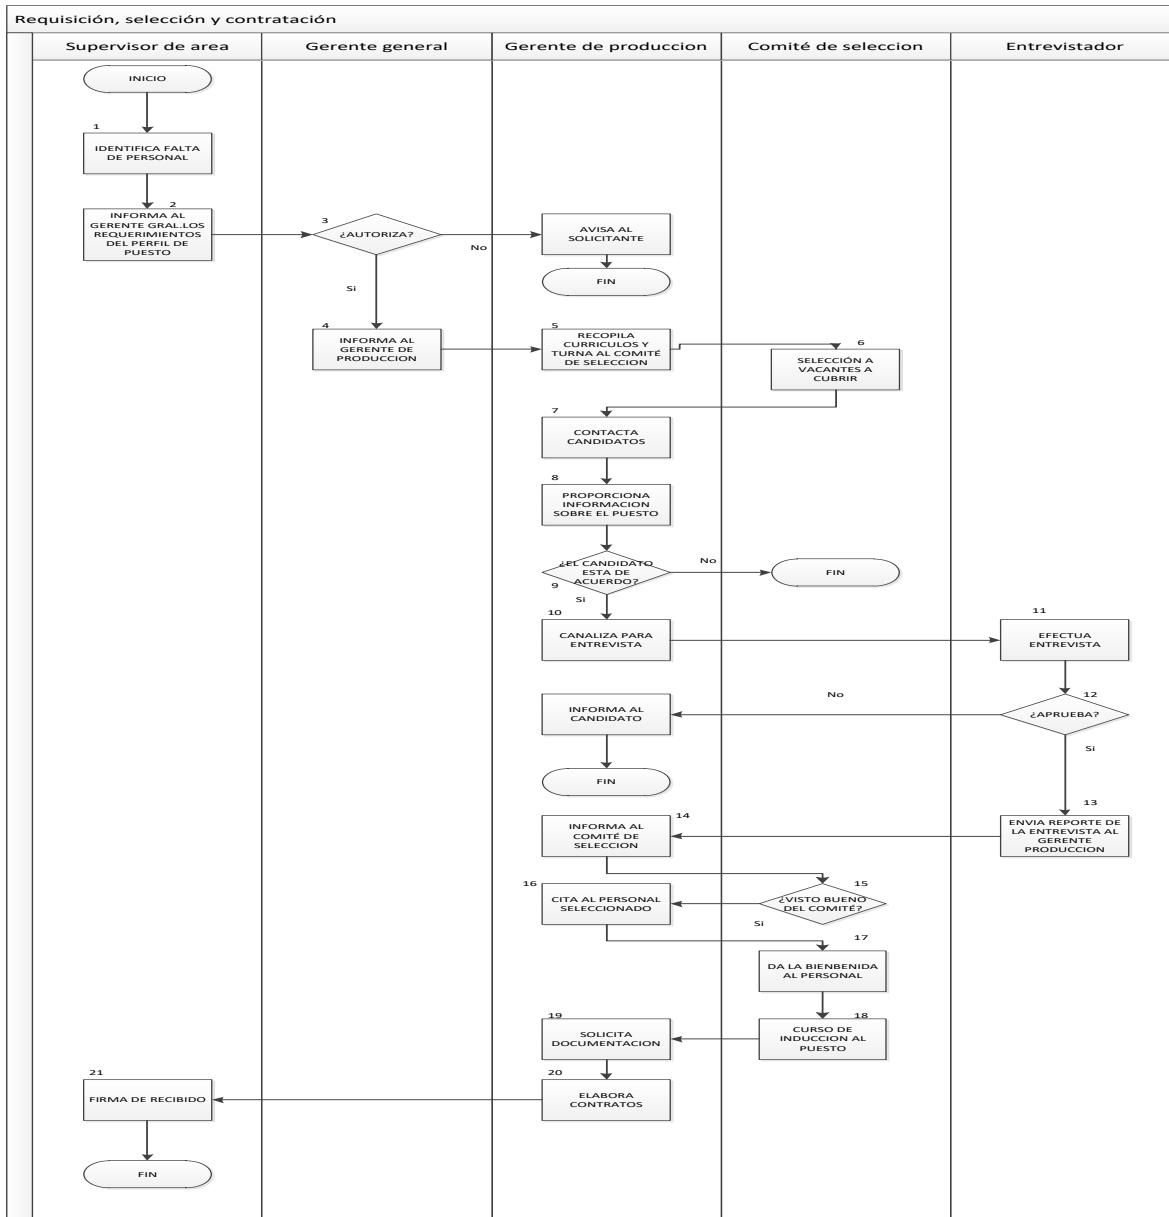 Requisición, selección y contratación
Supervisor de area
Gerente general
Gerente de produccion
Comité de seleccion
Entrevistador
INICIO
1
IDENTIFICA FALTA
DE PERSONAL
2
INFORMA AL
GERENTE GRAL.LOS
REQUERIMIENTOS
DEL PERFIL DE
PUESTO
3
¿AUTORIZA?
No
AVISA AL
SOLICITANTE
FIN
Si
4
INFORMA AL
GERENTE DE
PRODUCCION
5
RECOPILA
CURRICULOS Y
TURNA AL COMITÉ
DE SELECCION
6
SELECCIÓN A
VACANTES A
CUBRIR
7
CONTACTA
CANDIDATOS
8
PROPORCIONA
INFORMACION
SOBRE EL PUESTO
¿EL CANDIDATO
ESTA DE
ACUERDO?
9
No
FIN
Si
10
CANALIZA PARA
ENTREVISTA
11
EFECTUA
ENTREVISTA
12
¿APRUEBA?
No
INFORMA AL
CANDIDATO
FIN
Si
13
ENVIA REPORTE DE
LA ENTREVISTA AL
GERENTE
PRODUCCION
14
INFORMA AL
COMITÉ DE
SELECCION
15
¿VISTO BUENO
DEL COMITÉ?
Si
16
CITA AL PERSONAL
SELECCIONADO
17
DA LA BIENBENIDA
AL PERSONAL
18
CURSO DE
INDUCCION AL
PUESTO
19
SOLICITA
DOCUMENTACION
20
ELABORA
CONTRATOS
21
FIRMA DE RECIBIDO
FIN